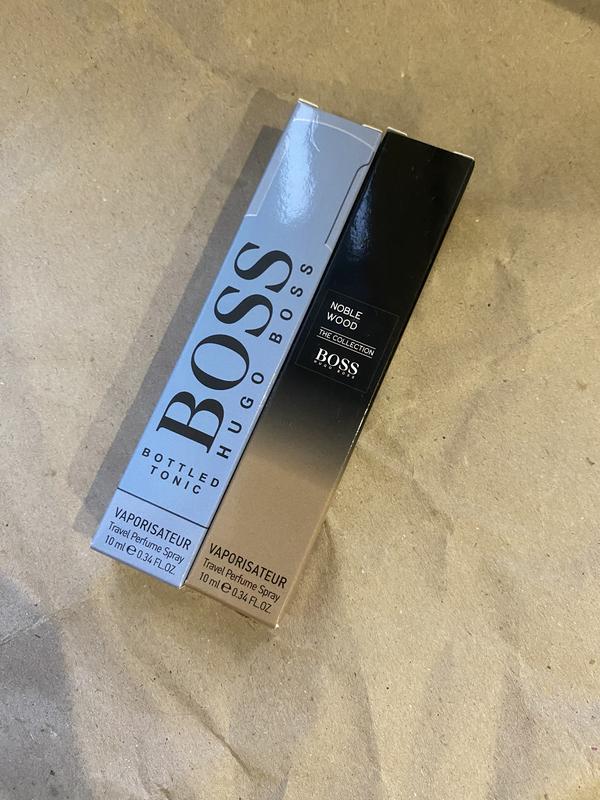 BOSS
HUGO BOSS
BOTTLED
TONIC
VAPORISATEUR
Travel Perfume Spray
10 ml ℮ 0.34 FL.OZ.
NOBLE
WOOD
THE COLLECTION
BOSS
HUGO BOSS
VAPORISATEUR
Travel Perfume Spray
10 ml ℮ 0.34 FL.OZ.